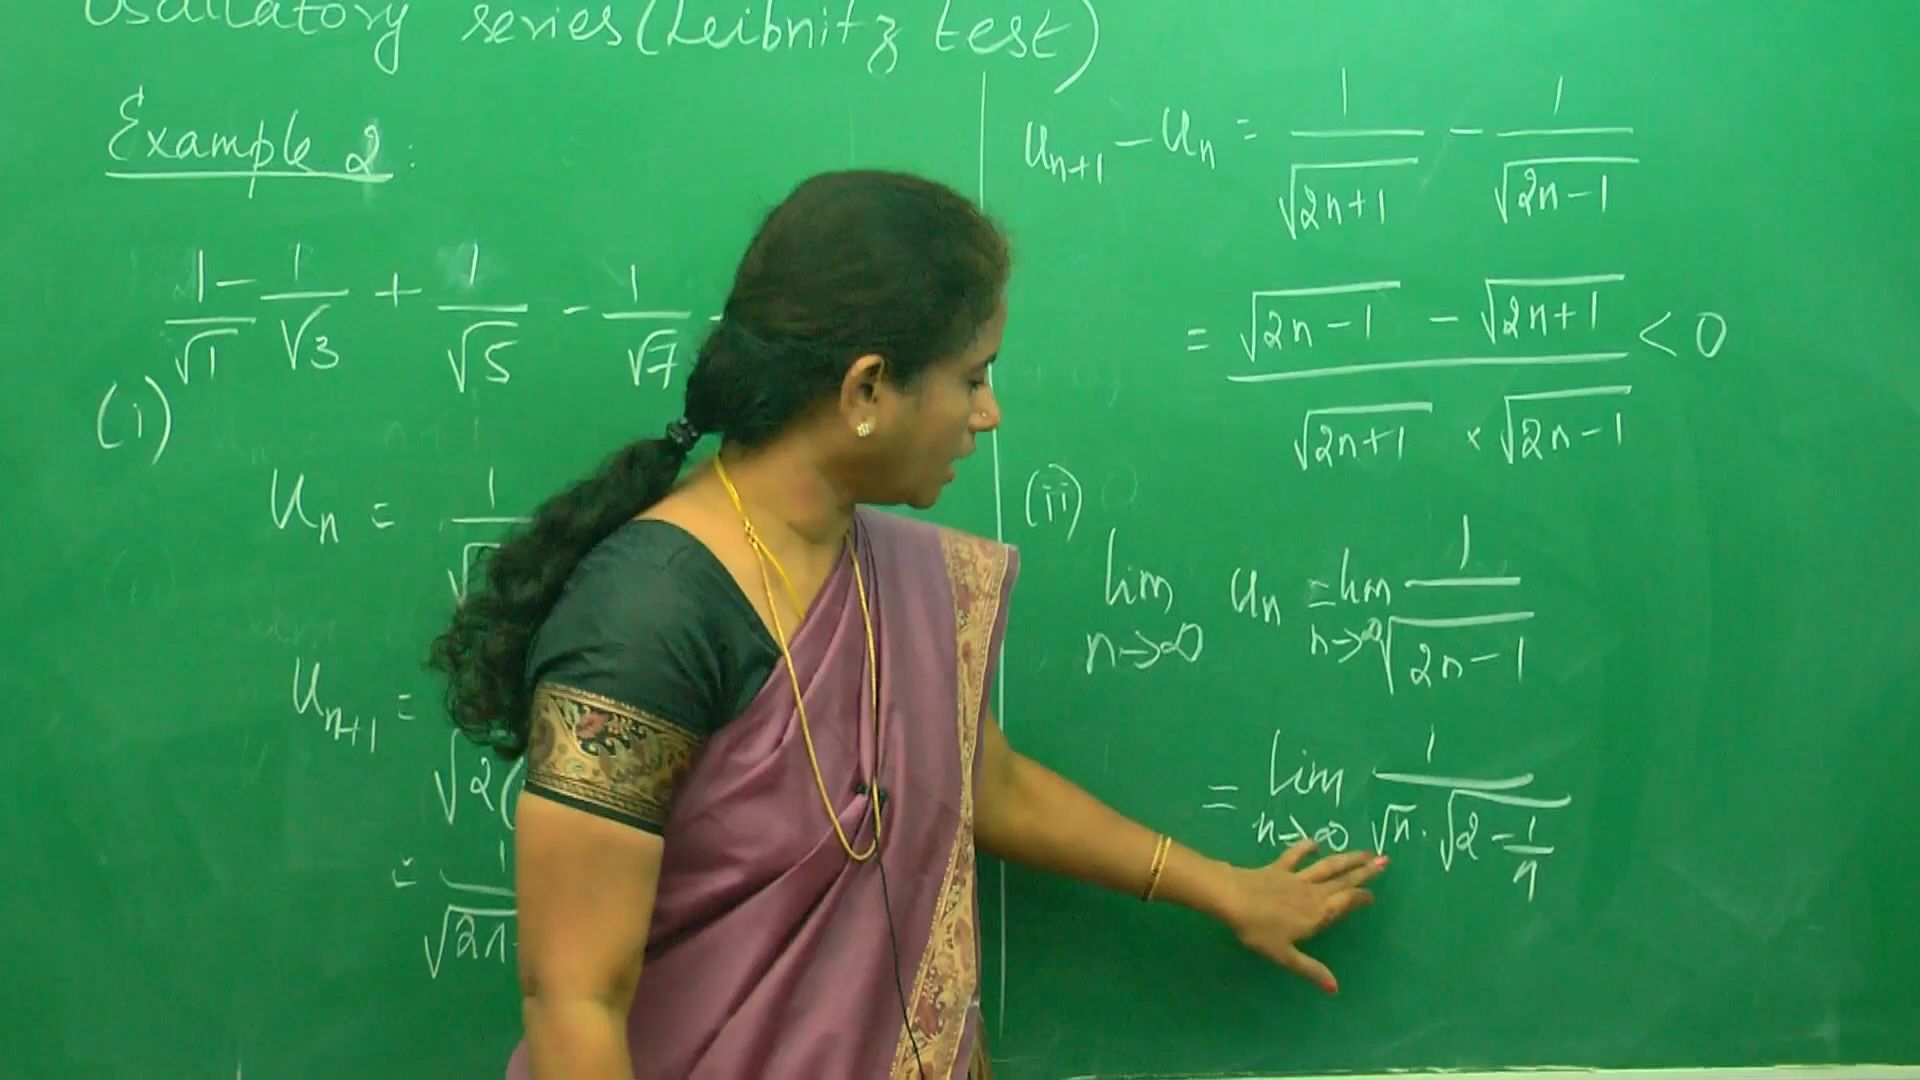 Oscillatory series (Leibnitz test)
Example 2:
1/√1 - 1/√3 + 1/√5 - 1/√7
(i)
Un = 1/√
Un+1 =
√2(
= 1
√2n
Un+1 - Un = 1/√(2n+1) - 1/√(2n-1)
= (√(2n-1) - √(2n+1)) / (√(2n+1) × √(2n-1)) < 0
(ii)
lim n→∞ Un = lim n→∞ 1/√(2n-1)
= lim n→∞ 1/(√n · √(2 - 1/n))